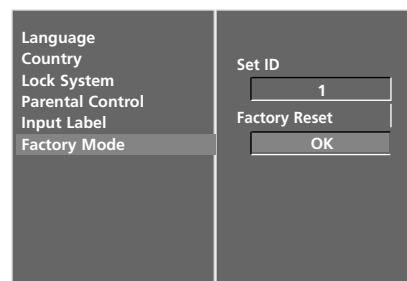 Language
Country
Lock System
Parental Control
Input Label
Factory Mode
Set ID
1
Factory Reset
OK